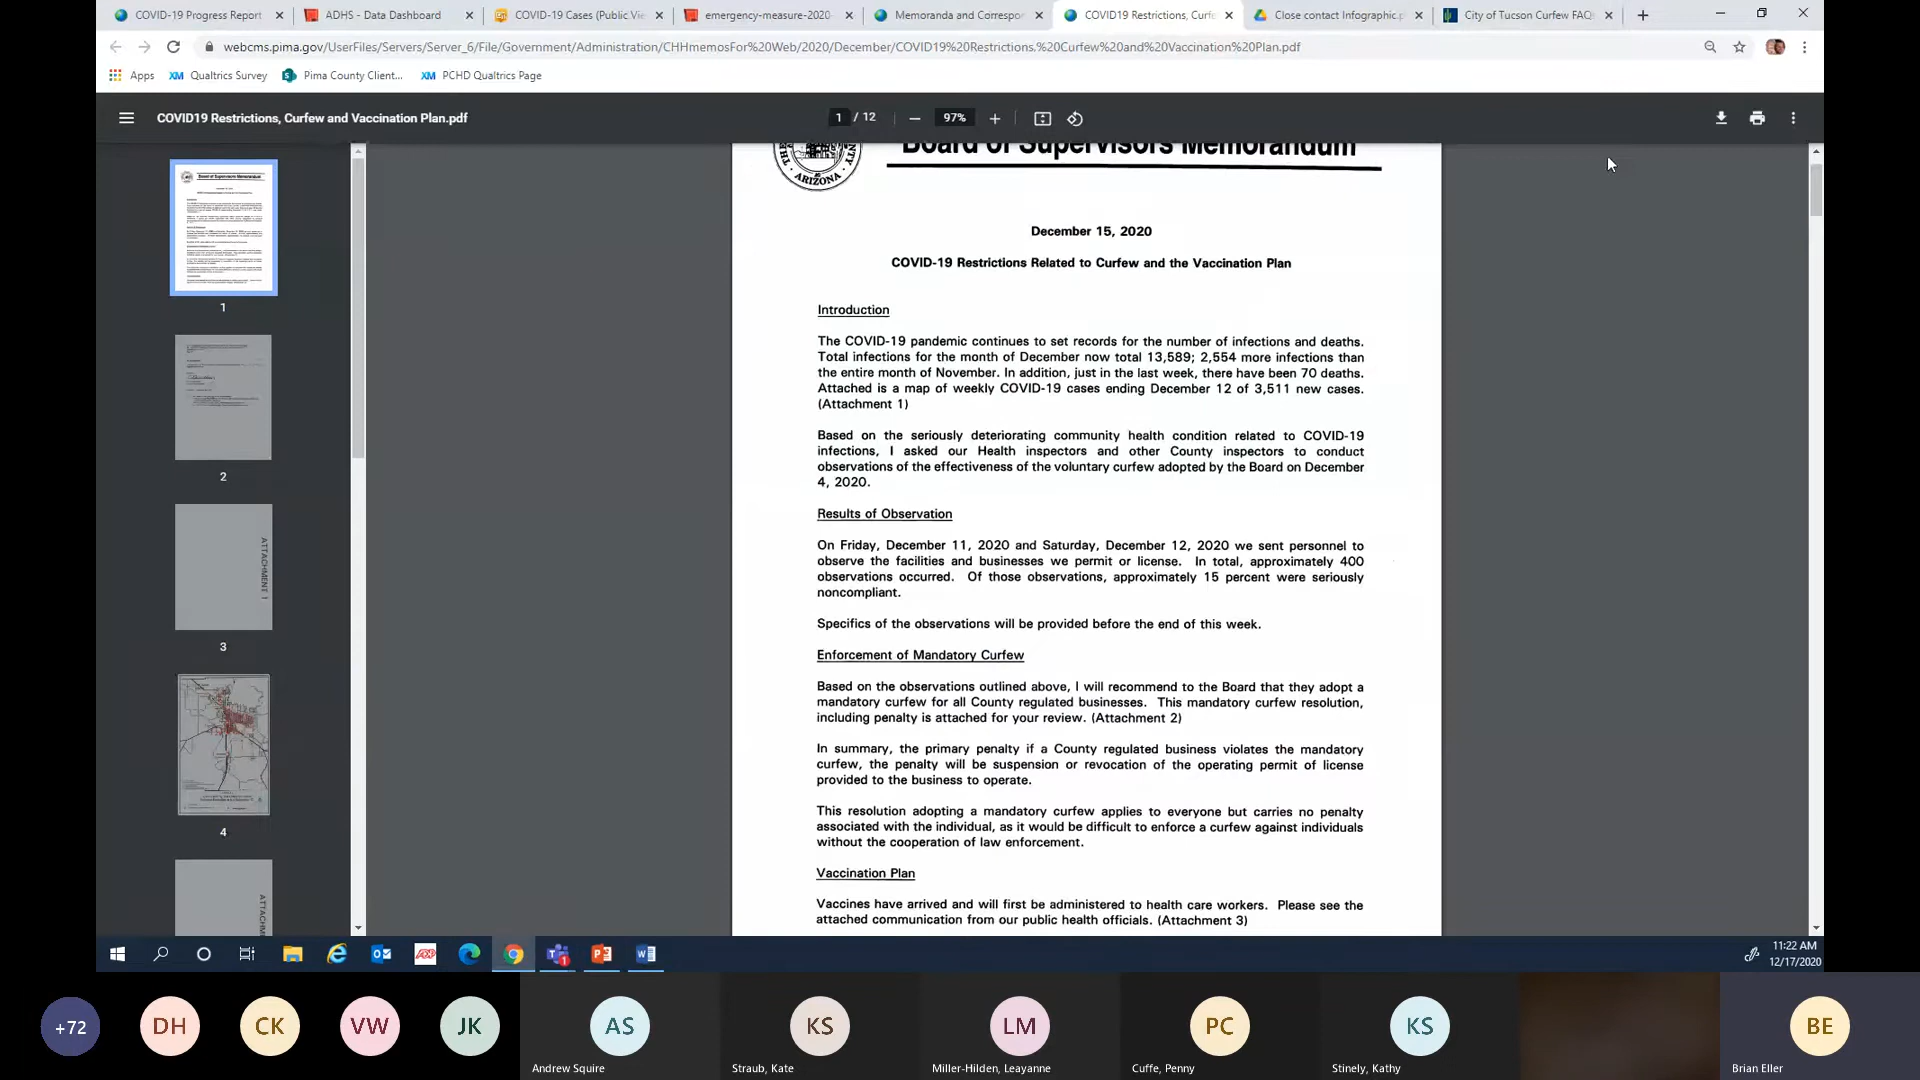 COVID-19 Progress Report
ADHS - Data Dashboard
COVID-19 Cases (Public Vie
emergency-measure-2020-
Memoranda and Correspon
COVID19 Restrictions, Curfe
Close contact Infographic.p
City of Tucson Curfew FAQ
webcms.pima.gov/UserFiles/Servers/Server_6/File/Government/Administration/CHHmemosFor%20Web/2020/December/COVID19%20Restrictions,%20Curfew%20and%20Vaccination%20Plan.pdf
Apps
Qualtrics Survey
Pima County Client...
PCHD Qualtrics Page
COVID19 Restrictions, Curfew and Vaccination Plan.pdf
1 / 12
97%
Board of Supervisors Memorandum
ARIZONA
December 15, 2020
COVID-19 Restrictions Related to Curfew and the Vaccination Plan
Introduction
The COVID-19 pandemic continues to set records for the number of infections and deaths.
Total infections for the month of December now total 13,589; 2,554 more infections than
the entire month of November. In addition, just in the last week, there have been 70 deaths.
Attached is a map of weekly COVID-19 cases ending December 12 of 3,511 new cases.
(Attachment 1)
Based on the seriously deteriorating community health condition related to COVID-19
infections, I asked our Health inspectors and other County inspectors to conduct
observations of the effectiveness of the voluntary curfew adopted by the Board on December
4, 2020.
Results of Observation
On Friday, December 11, 2020 and Saturday, December 12, 2020 we sent personnel to
observe the facilities and businesses we permit or license. In total, approximately 400
observations occurred. Of those observations, approximately 15 percent were seriously
noncompliant.
Specifics of the observations will be provided before the end of this week.
Enforcement of Mandatory Curfew
Based on the observations outlined above, I will recommend to the Board that they adopt a
mandatory curfew for all County regulated businesses. This mandatory curfew resolution,
including penalty is attached for your review. (Attachment 2)
In summary, the primary penalty if a County regulated business violates the mandatory
curfew, the penalty will be suspension or revocation of the operating permit of license
provided to the business to operate.
This resolution adopting a mandatory curfew applies to everyone but carries no penalty
associated with the individual, as it would be difficult to enforce a curfew against individuals
without the cooperation of law enforcement.
Vaccination Plan
Vaccines have arrived and will first be administered to health care workers. Please see the
attached communication from our public health officials. (Attachment 3)
Board of Supervisors Memorandum
1
2
ATTACHMENT 1
3
4
ATTACHM
11:22 AM
12/17/2020
+72
DH
CK
VW
JK
AS
KS
LM
PC
KS
BE
Andrew Squire
Straub, Kate
Miller-Hilden, Leayanne
Cuffe, Penny
Stinely, Kathy
Brian Eller